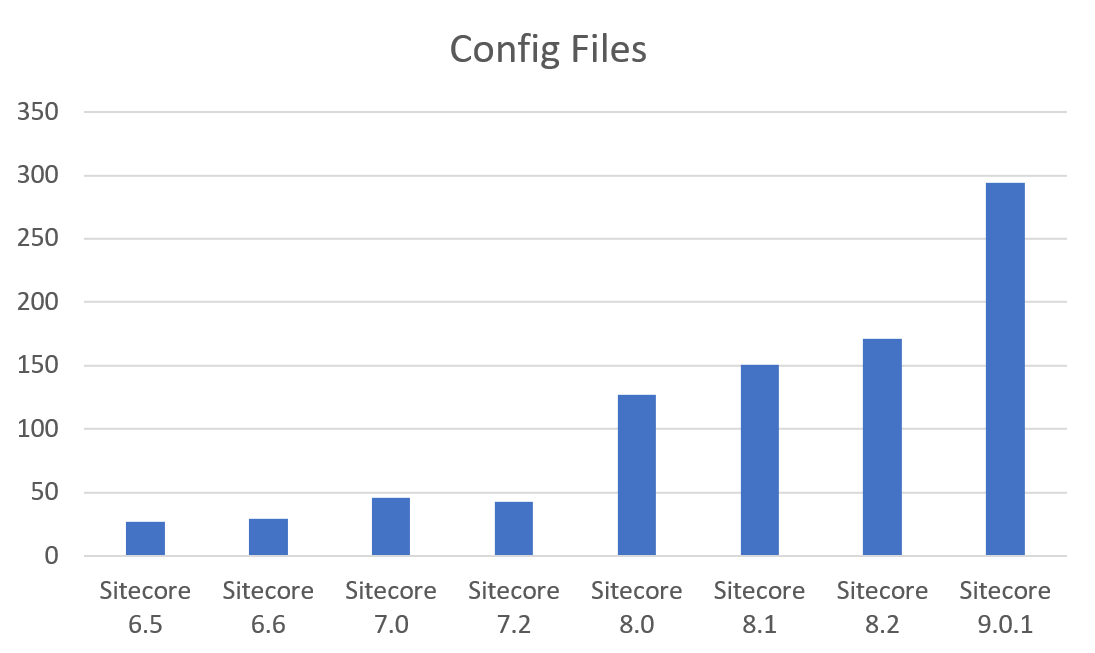 Config Files
350
300
250
200
150
100
50
0
Sitecore 6.5
Sitecore 6.6
Sitecore 7.0
Sitecore 7.2
Sitecore 8.0
Sitecore 8.1
Sitecore 8.2
Sitecore 9.0.1